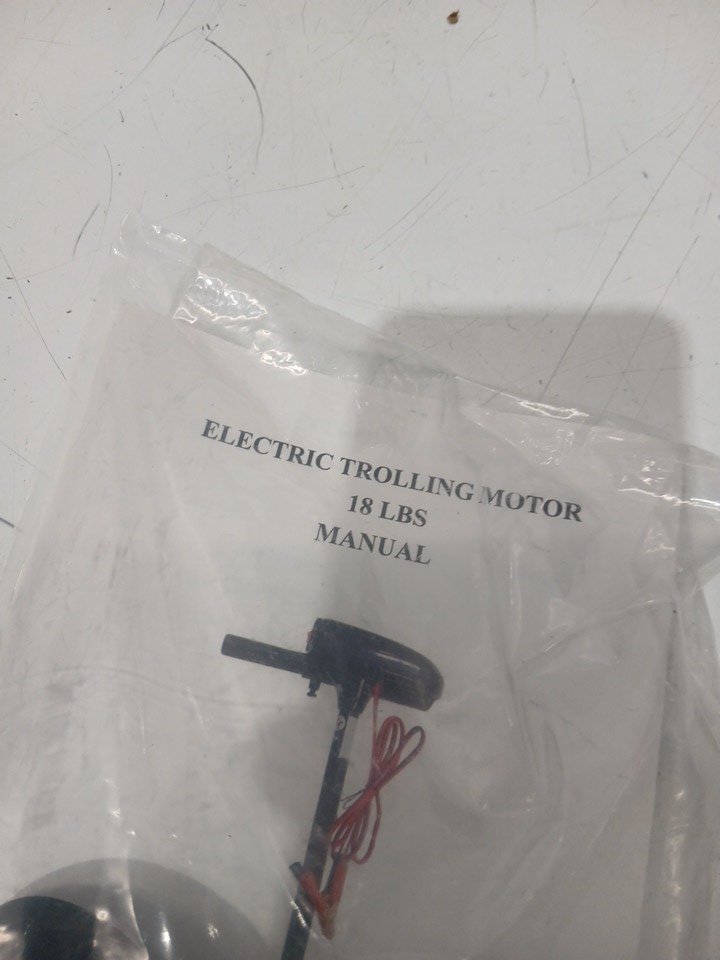 ELECTRIC TROLLING MOTOR
18 LBS
MANUAL